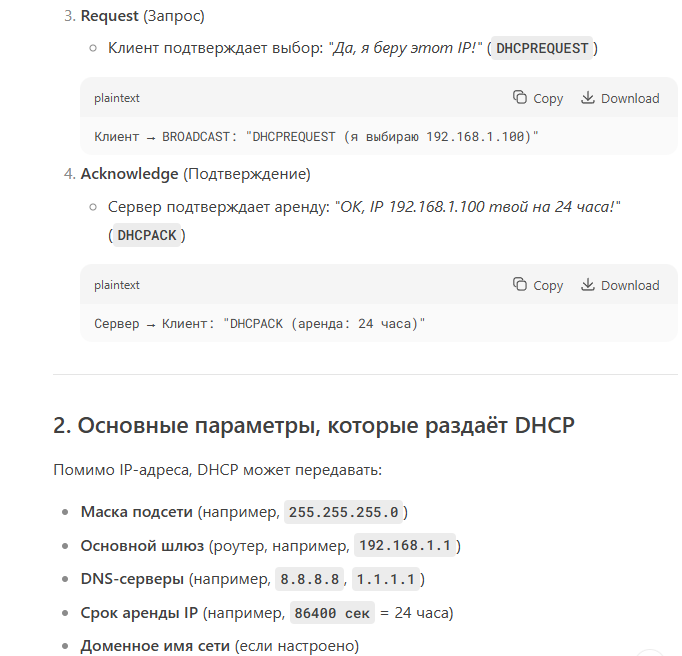 3. Request (Запрос)
Клиент подтверждает выбор: "Да, я беру этот IP!" (DHCPREQUEST)
plaintext Copy Download
Клиент → BROADCAST: "DHCPREQUEST (я выбираю 192.168.1.100)"
4. Acknowledge (Подтверждение)
Сервер подтверждает аренду: "ОК, IP 192.168.1.100 твой на 24 часа!"
(DHCPACK)
plaintext Copy Download
Сервер → Клиент: "DHCPACK (аренда: 24 часа)"
2. Основные параметры, которые раздаёт DHCP
Помимо IP-адреса, DHCP может передавать:
Маска подсети (например, 255.255.255.0)
Основной шлюз (роутер, например, 192.168.1.1)
DNS-серверы (например, 8.8.8.8, 1.1.1.1)
Срок аренды IP (например, 86400 сек = 24 часа)
Доменное имя сети (если настроено)